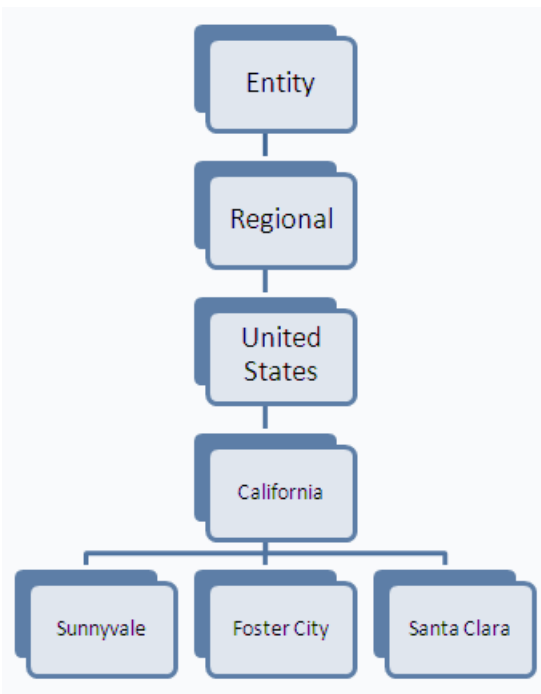 Entity
Regional
United
States
California
Sunnyvale
Foster City
Santa Clara